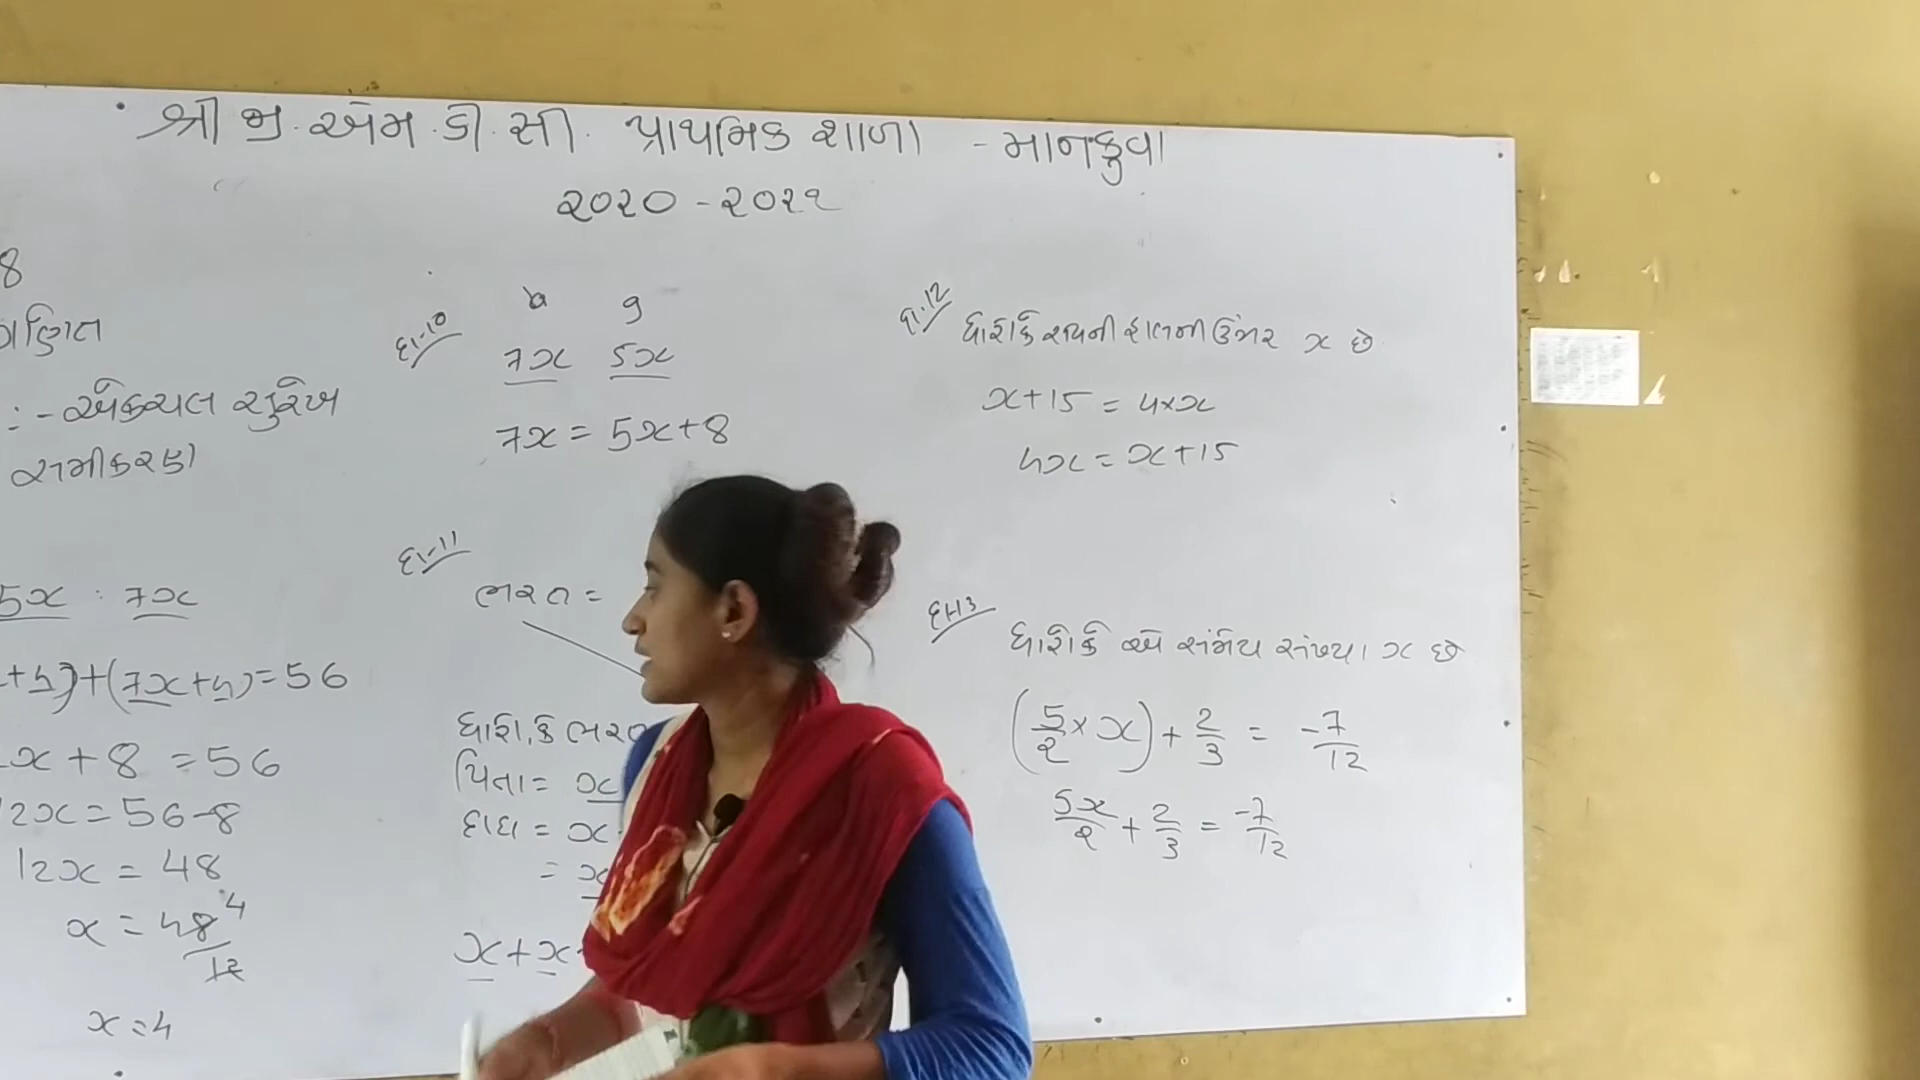 શ્રી જી. એમ. ડી. સી. પ્રાથમિક શાળા - માનકુવા
૨૦૨૦ - ૨૦૨૧
8
ગણિત
:- એકચલ સુરેખ
સમીકરણ
5x : 7x
+4)+(7x+4)=56
x + 8 = 56
12x = 56-8
12x = 48
x = 48 4
12
x = 4
દા-10
b g
7x 5x
7x = 5x+8
દા-11
ભરત =
ધારો કે ભરત
પિતા = x
દાદા = x
= x
x + x
દા.12
ધારો કે રવિની હાલની ઉંમર x છે
x+15 = 4×x
4x = x+15
દા-13
ધારો કે એ સંમેય સંખ્યા x છે
(5/2 × x) + 2/3 = -7/12
5x/2 + 2/3 = -7/12